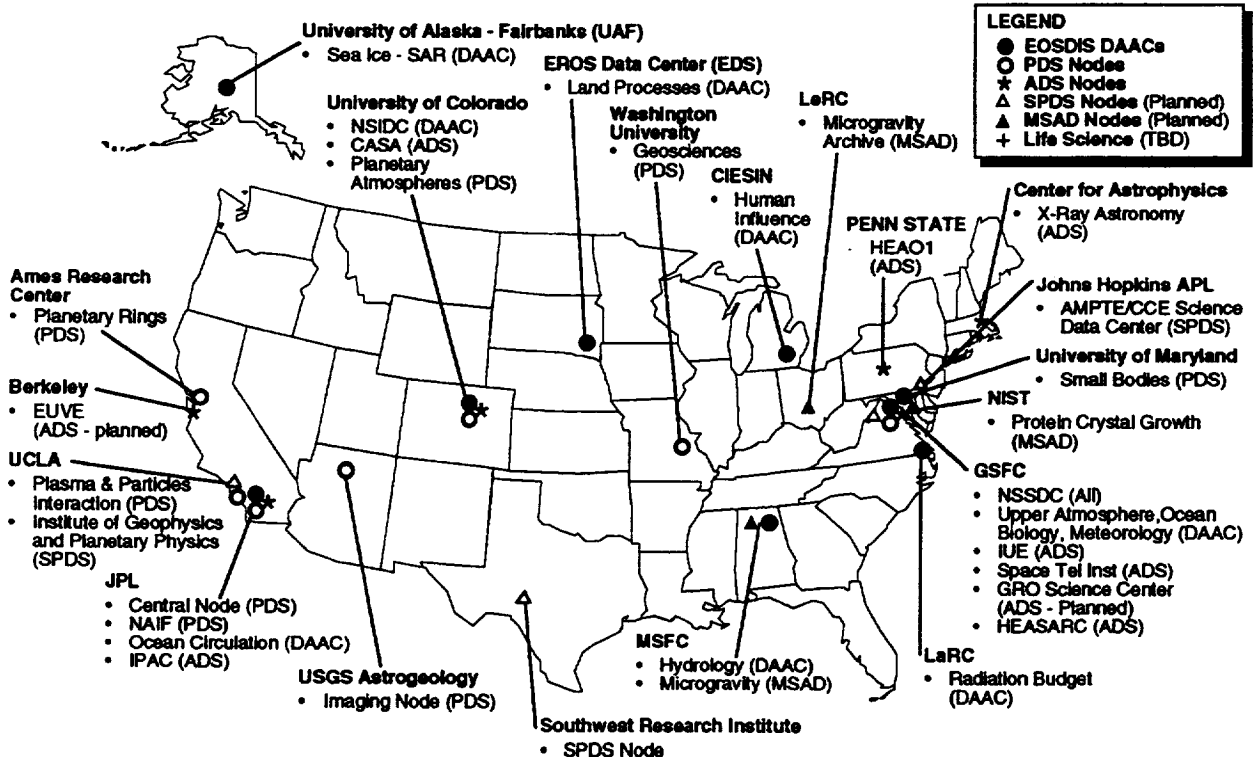 University of Alaska - Fairbanks (UAF)
• Sea Ice - SAR (DAAC)
EROS Data Center (EDS)
• Land Processes (DAAC)
University of Colorado
• NSIDC (DAAC)
• CASA (ADS)
• Planetary
Atmospheres (PDS)
Washington
University
• Geosciences
(PDS)
LeRC
• Microgravity
Archive (MSAD)
CIESIN
• Human
Influence
(DAAC)
PENN STATE
HEAO1
(ADS)
LEGEND
● EOSDIS DAACs
○ PDS Nodes
★ ADS Nodes
△ SPDS Nodes (Planned)
▲ MSAD Nodes (Planned)
+ Life Science (TBD)
Center for Astrophysics
• X-Ray Astronomy
(ADS)
Johns Hopkins APL
• AMPTE/CCE Science
Data Center (SPDS)
University of Maryland
• Small Bodies (PDS)
NIST
• Protein Crystal Growth
(MSAD)
GSFC
• NSSDC (All)
• Upper Atmosphere,Ocean
Biology, Meteorology (DAAC)
• IUE (ADS)
• Space Tel Inst (ADS)
• GRO Science Center
(ADS - Planned)
• HEASARC (ADS)
LaRC
• Radiation Budget
(DAAC)
Ames Research
Center
• Planetary Rings
(PDS)
Berkeley
• EUVE
(ADS - planned)
UCLA
• Plasma & Particles
Interaction (PDS)
• Institute of Geophysics
and Planetary Physics
(SPDS)
JPL
• Central Node (PDS)
• NAIF (PDS)
• Ocean Circulation (DAAC)
• IPAC (ADS)
USGS Astrogeology
• Imaging Node (PDS)
MSFC
• Hydrology (DAAC)
• Microgravity (MSAD)
Southwest Research Institute
• SPDS Node